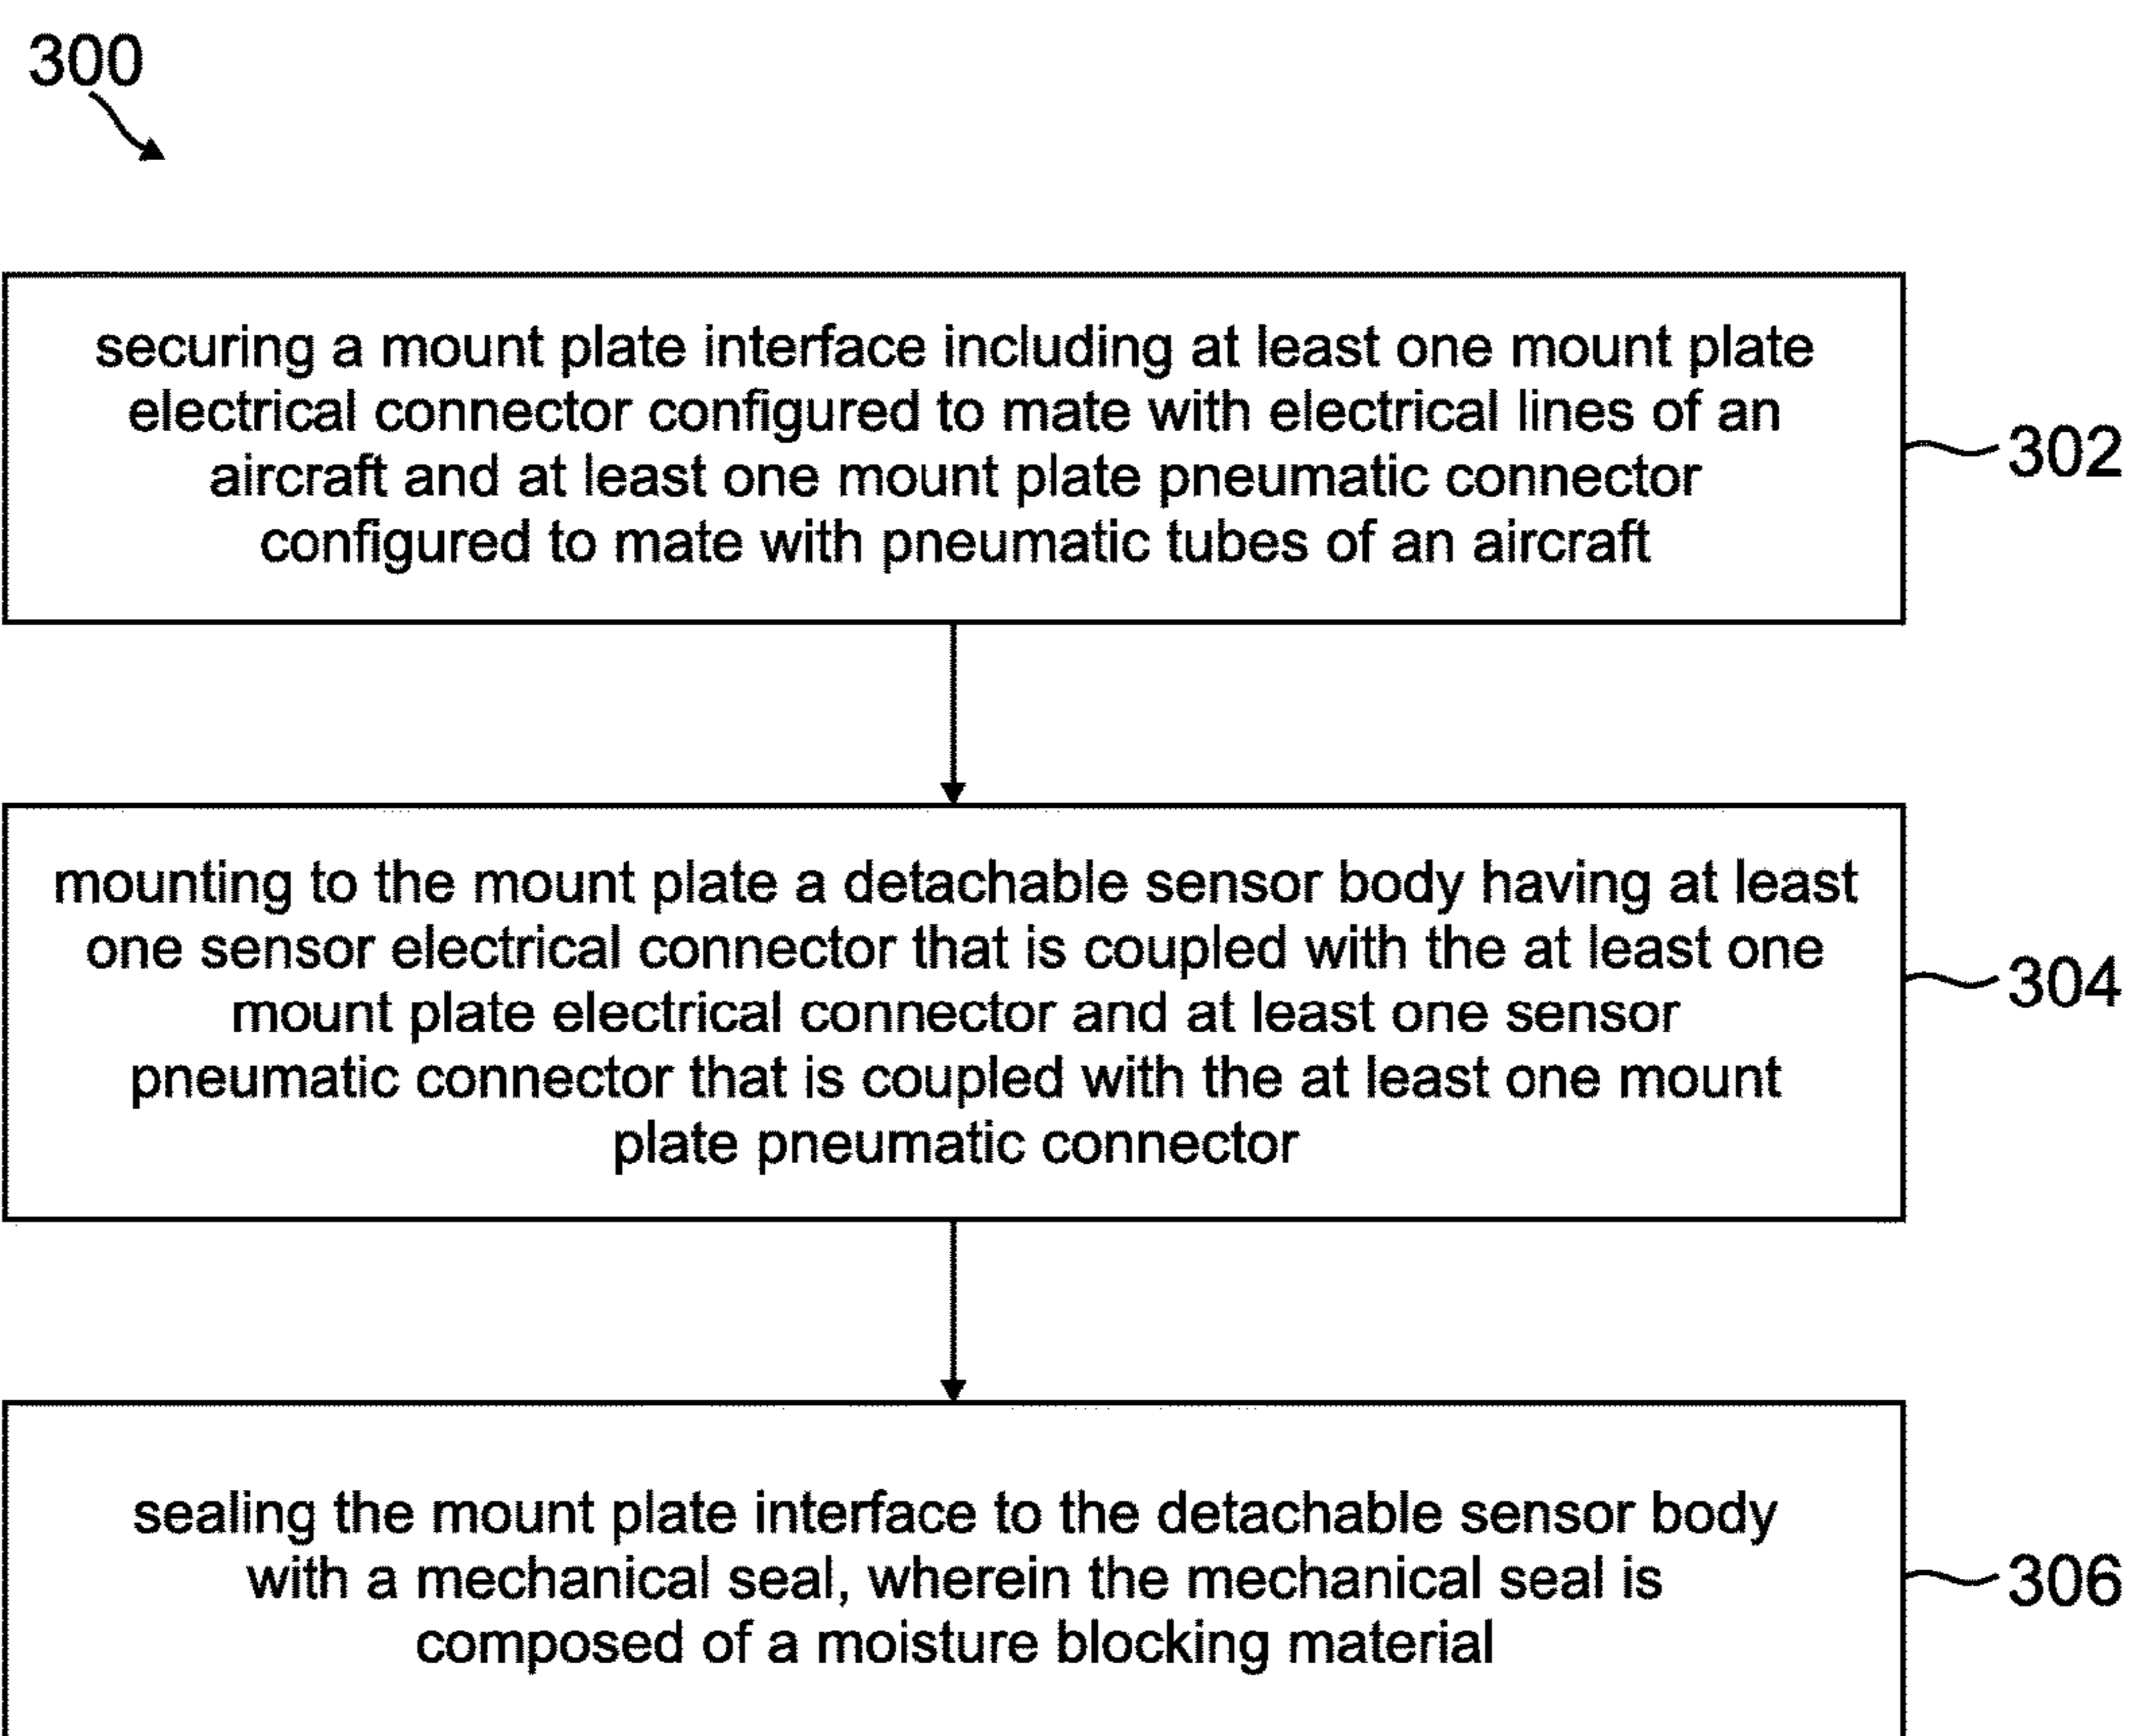 300
securing a mount plate interface including at least one mount plate
electrical connector configured to mate with electrical lines of an
aircraft and at least one mount plate pneumatic connector
configured to mate with pneumatic tubes of an aircraft
302
mounting to the mount plate a detachable sensor body having at least
one sensor electrical connector that is coupled with the at least one
mount plate electrical connector and at least one sensor
pneumatic connector that is coupled with the at least one mount
plate pneumatic connector
304
sealing the mount plate interface to the detachable sensor body
with a mechanical seal, wherein the mechanical seal is
composed of a moisture blocking material
306